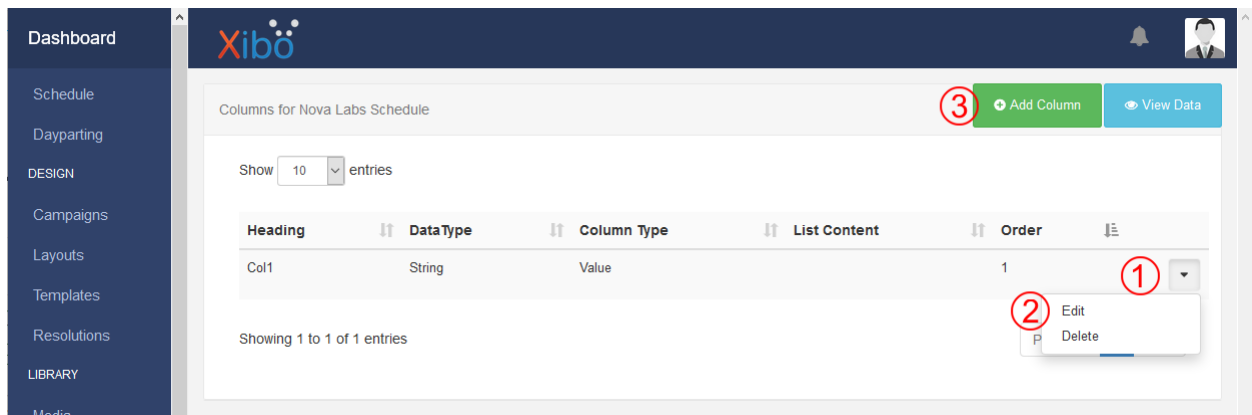 Dashboard
Schedule
Dayparting
DESIGN
Campaigns
Layouts
Templates
Resolutions
LIBRARY
Media
Xibo
Columns for Nova Labs Schedule
3
Add Column
View Data
Show 10 entries
Heading DataType Column Type List Content Order
Col1 String Value 1
1
2
Edit
Delete
Showing 1 to 1 of 1 entries
P